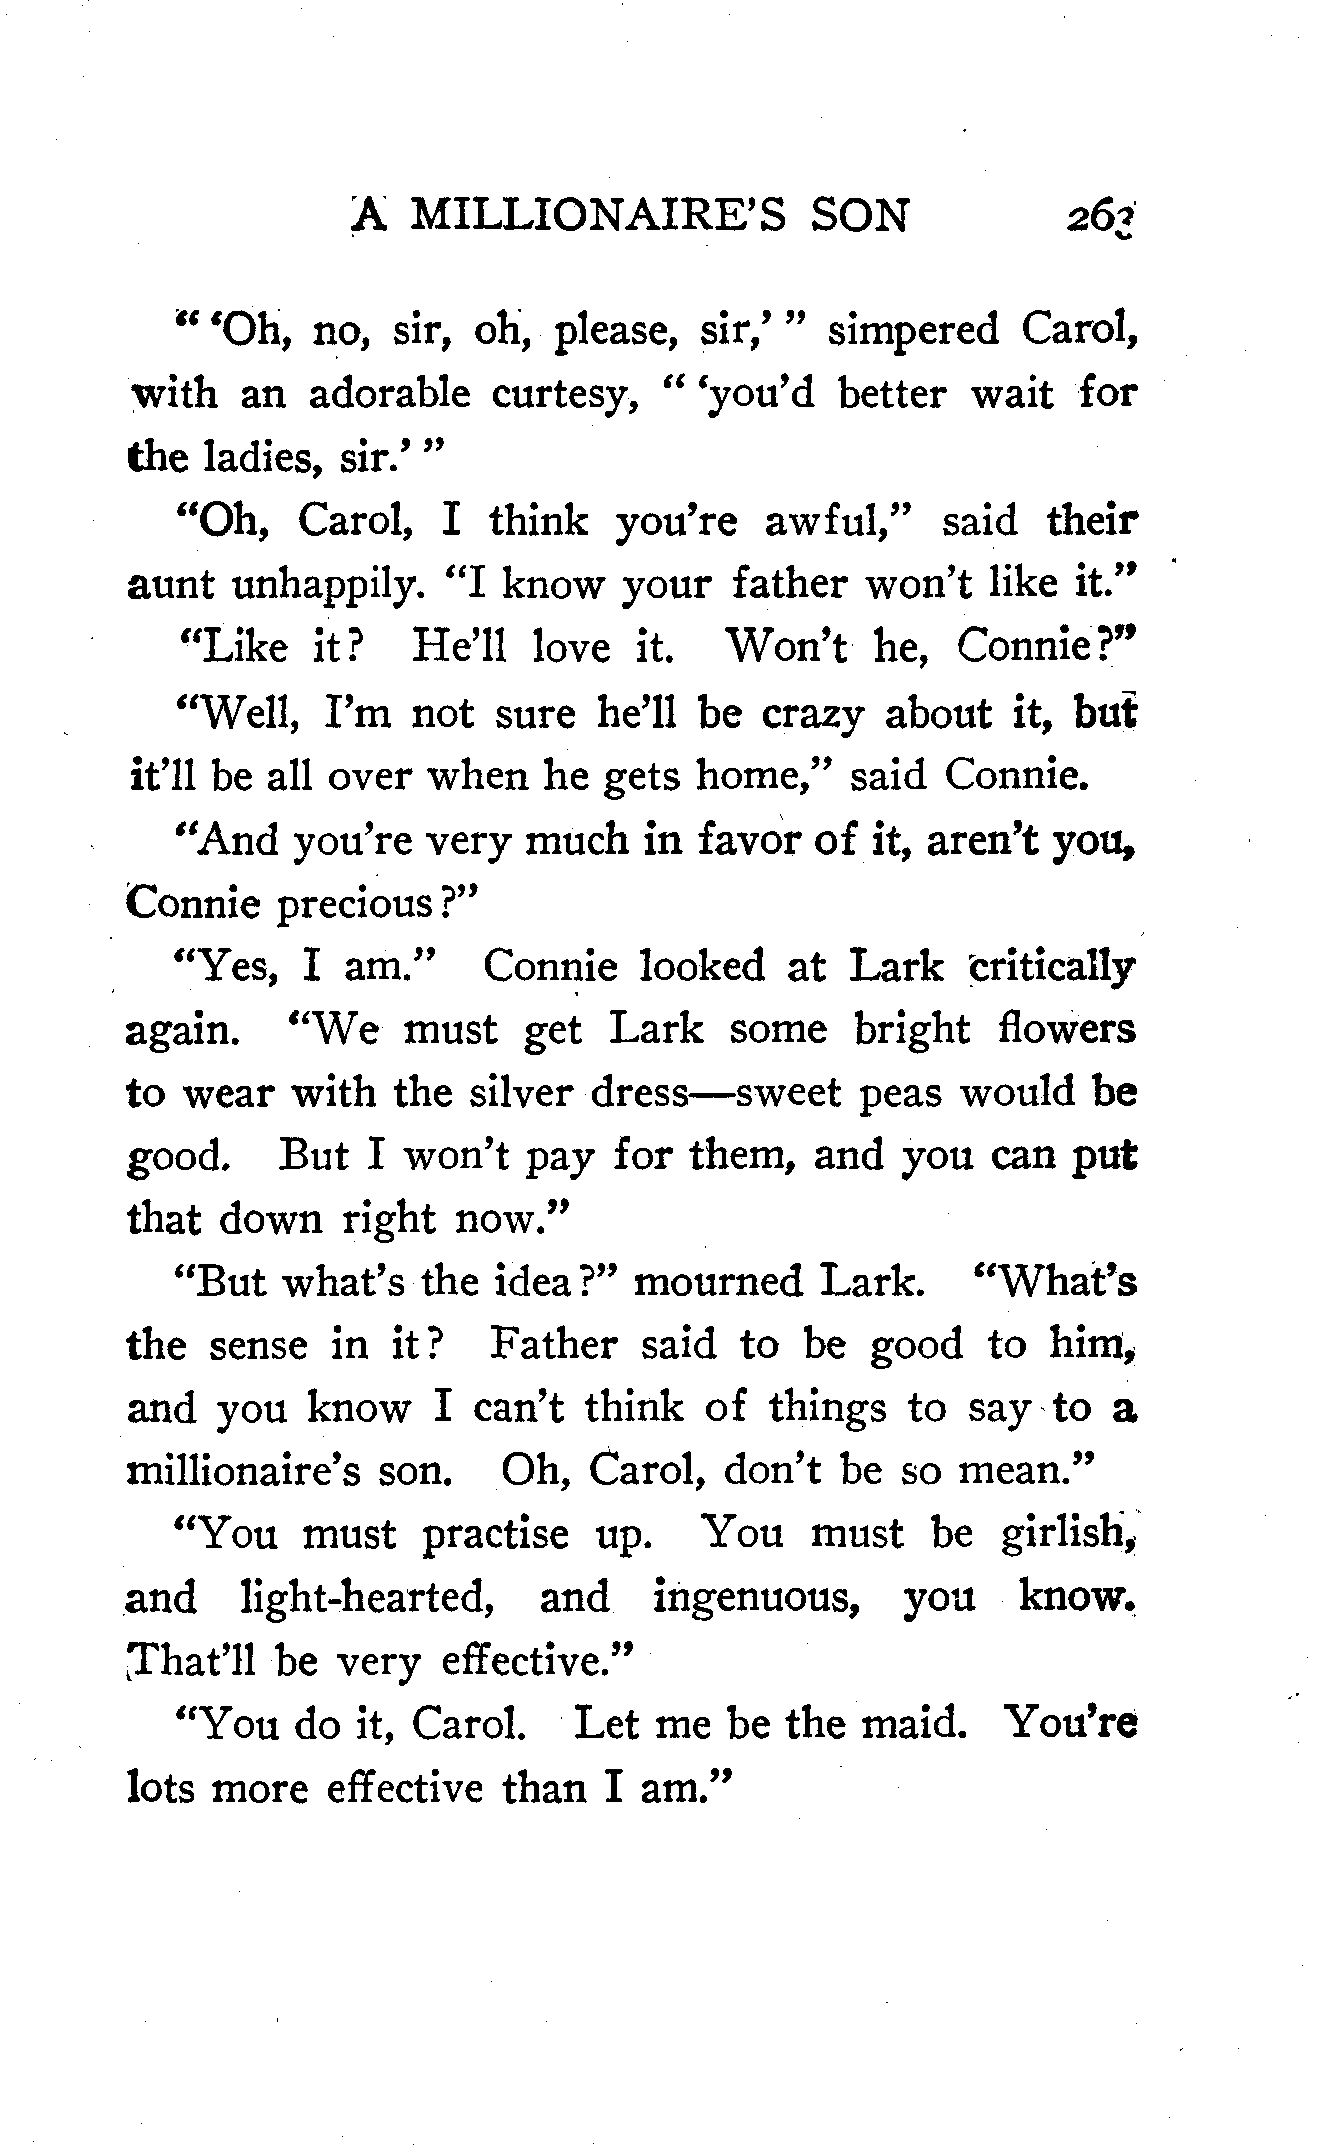 A MILLIONAIRE'S SON 263
" 'Oh, no, sir, oh, please, sir,' " simpered Carol,
with an adorable curtesy, " 'you'd better wait for
the ladies, sir.' "
"Oh, Carol, I think you're awful," said their
aunt unhappily. "I know your father won't like it."
"Like it? He'll love it. Won't he, Connie?"
"Well, I'm not sure he'll be crazy about it, but
it'll be all over when he gets home," said Connie.
"And you're very much in favor of it, aren't you,
Connie precious?"
"Yes, I am." Connie looked at Lark critically
again. "We must get Lark some bright flowers
to wear with the silver dress—sweet peas would be
good. But I won't pay for them, and you can put
that down right now."
"But what's the idea?" mourned Lark. "What's
the sense in it? Father said to be good to him,
and you know I can't think of things to say to a
millionaire's son. Oh, Carol, don't be so mean."
"You must practise up. You must be girlish,
and light-hearted, and ingenuous, you know.
That'll be very effective."
"You do it, Carol. Let me be the maid. You're
lots more effective than I am."